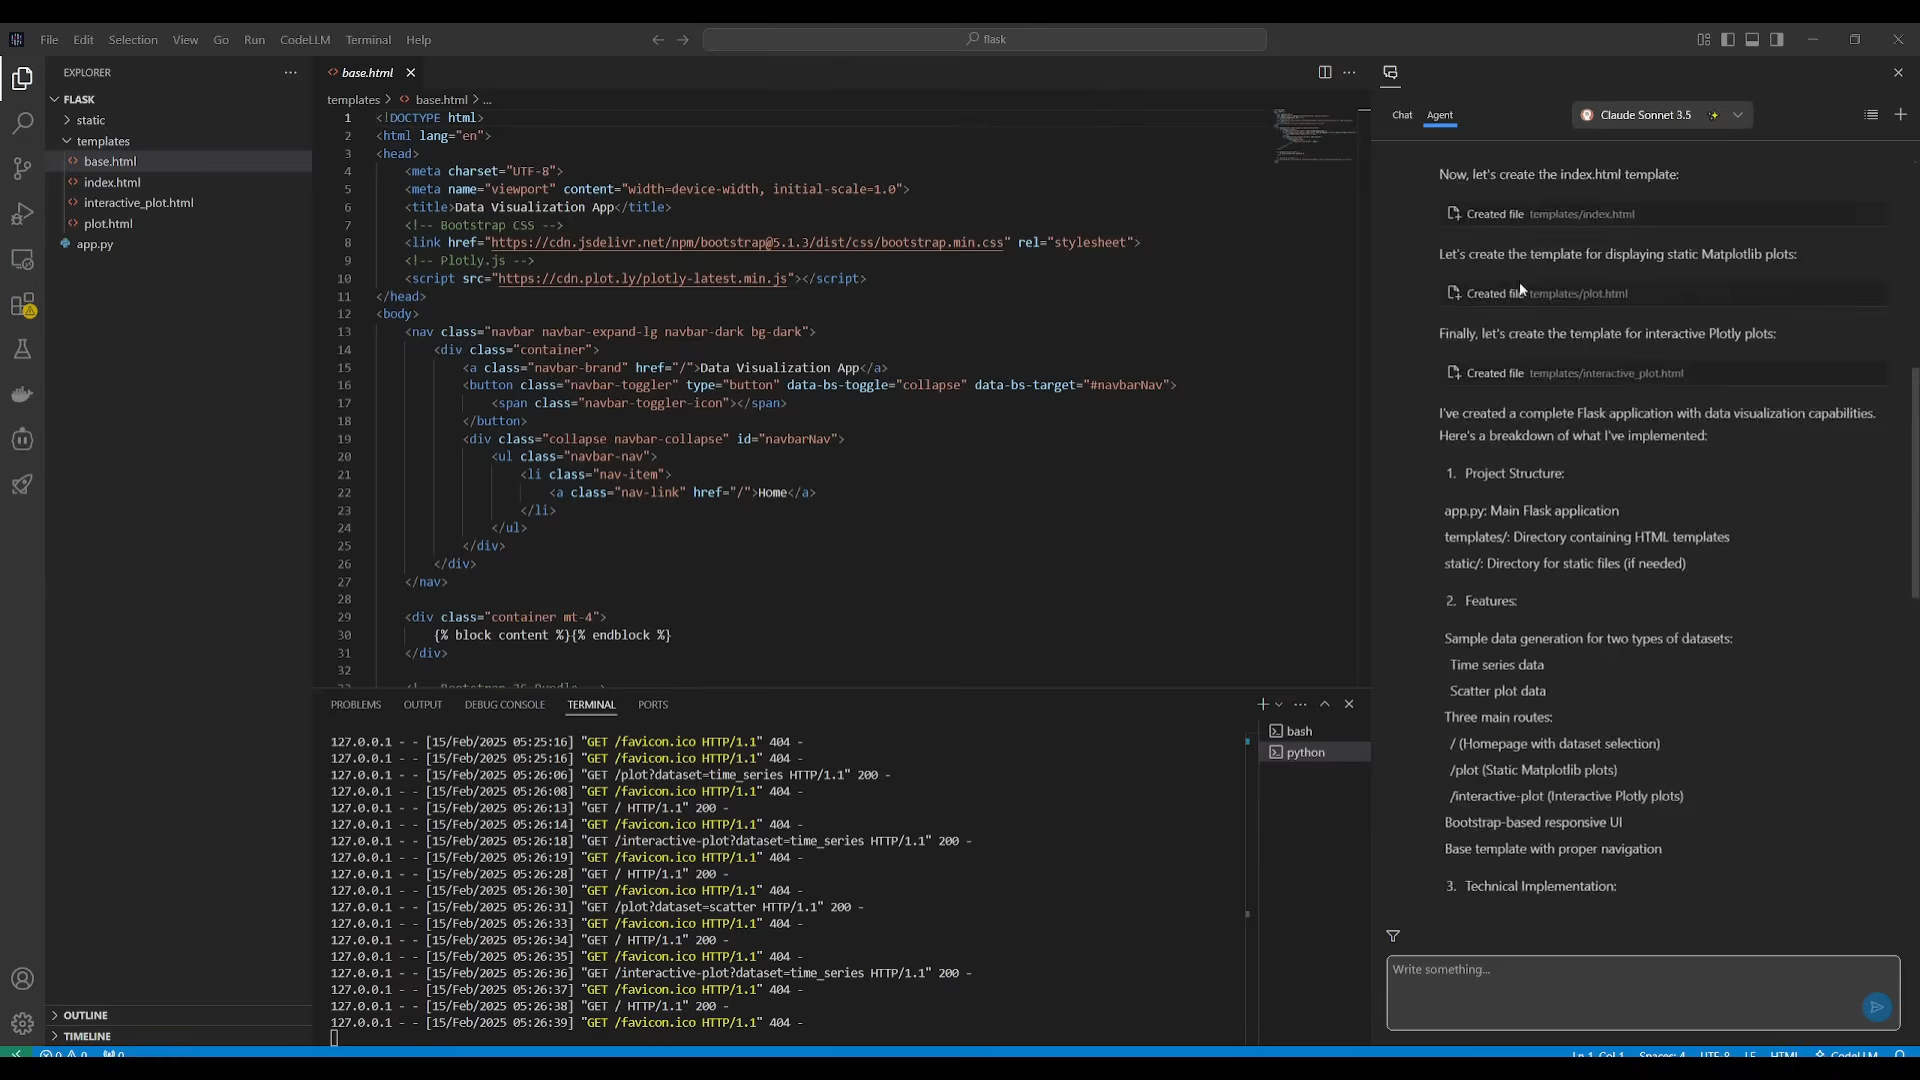 File Edit Selection View Go Run CodeLLM Terminal Help
flask
EXPLORER
FLASK
static
templates
base.html
index.html
interactive_plot.html
plot.html
app.py
OUTLINE
TIMELINE
base.html
templates > base.html > ...
1 <!DOCTYPE html>
2 <html lang="en">
3 <head>
4 <meta charset="UTF-8">
5 <meta name="viewport" content="width=device-width, initial-scale=1.0">
6 <title>Data Visualization App</title>
7 <!-- Bootstrap CSS -->
8 <link href="https://cdn.jsdelivr.net/npm/bootstrap@5.1.3/dist/css/bootstrap.min.css" rel="stylesheet">
9 <!-- Plotly.js -->
10 <script src="https://cdn.plot.ly/plotly-latest.min.js"></script>
11 </head>
12 <body>
13 <nav class="navbar navbar-expand-lg navbar-dark bg-dark">
14 <div class="container">
15 <a class="navbar-brand" href="/">Data Visualization App</a>
16 <button class="navbar-toggler" type="button" data-bs-toggle="collapse" data-bs-target="#navbarNav">
17 <span class="navbar-toggler-icon"></span>
18 </button>
19 <div class="collapse navbar-collapse" id="navbarNav">
20 <ul class="navbar-nav">
21 <li class="nav-item">
22 <a class="nav-link" href="/">Home</a>
23 </li>
24 </ul>
25 </div>
26 </div>
27 </nav>
28
29 <div class="container mt-4">
30 {% block content %}{% endblock %}
31 </div>
32
PROBLEMS OUTPUT DEBUG CONSOLE TERMINAL PORTS
127.0.0.1 - - [15/Feb/2025 05:25:16] "GET /favicon.ico HTTP/1.1" 404 -
127.0.0.1 - - [15/Feb/2025 05:25:16] "GET /favicon.ico HTTP/1.1" 404 -
127.0.0.1 - - [15/Feb/2025 05:26:06] "GET /plot?dataset=time_series HTTP/1.1" 200 -
127.0.0.1 - - [15/Feb/2025 05:26:08] "GET /favicon.ico HTTP/1.1" 404 -
127.0.0.1 - - [15/Feb/2025 05:26:13] "GET / HTTP/1.1" 200 -
127.0.0.1 - - [15/Feb/2025 05:26:14] "GET /favicon.ico HTTP/1.1" 404 -
127.0.0.1 - - [15/Feb/2025 05:26:18] "GET /interactive-plot?dataset=time_series HTTP/1.1" 200 -
127.0.0.1 - - [15/Feb/2025 05:26:19] "GET /favicon.ico HTTP/1.1" 404 -
127.0.0.1 - - [15/Feb/2025 05:26:28] "GET / HTTP/1.1" 200 -
127.0.0.1 - - [15/Feb/2025 05:26:30] "GET /favicon.ico HTTP/1.1" 404 -
127.0.0.1 - - [15/Feb/2025 05:26:31] "GET /plot?dataset=scatter HTTP/1.1" 200 -
127.0.0.1 - - [15/Feb/2025 05:26:33] "GET /favicon.ico HTTP/1.1" 404 -
127.0.0.1 - - [15/Feb/2025 05:26:34] "GET / HTTP/1.1" 200 -
127.0.0.1 - - [15/Feb/2025 05:26:35] "GET /favicon.ico HTTP/1.1" 404 -
127.0.0.1 - - [15/Feb/2025 05:26:36] "GET /interactive-plot?dataset=time_series HTTP/1.1" 200 -
127.0.0.1 - - [15/Feb/2025 05:26:37] "GET /favicon.ico HTTP/1.1" 404 -
127.0.0.1 - - [15/Feb/2025 05:26:38] "GET / HTTP/1.1" 200 -
127.0.0.1 - - [15/Feb/2025 05:26:39] "GET /favicon.ico HTTP/1.1" 404 -
bash
python
Chat Agent Claude Sonnet 3.5
Now, let's create the index.html template:
Created file templates/index.html
Let's create the template for displaying static Matplotlib plots:
Created file templates/plot.html
Finally, let's create the template for interactive Plotly plots:
Created file templates/interactive_plot.html
I've created a complete Flask application with data visualization capabilities.
Here's a breakdown of what I've implemented:
1. Project Structure:
app.py: Main Flask application
templates/: Directory containing HTML templates
static/: Directory for static files (if needed)
2. Features:
Sample data generation for two types of datasets:
Time series data
Scatter plot data
Three main routes:
/ (Homepage with dataset selection)
/plot (Static Matplotlib plots)
/interactive-plot (Interactive Plotly plots)
Bootstrap-based responsive UI
Base template with proper navigation
3. Technical Implementation:
Write something...